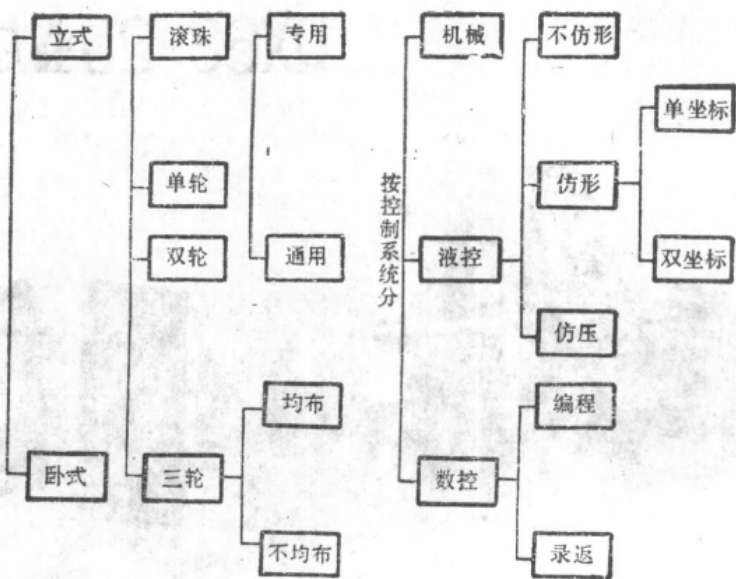 立式
滚珠
专用
机械
不仿形
单坐标
单轮
仿形
按控制系统分
双轮
通用
液控
双坐标
仿压
均布
编程
卧式
三轮
数控
不均布
录返